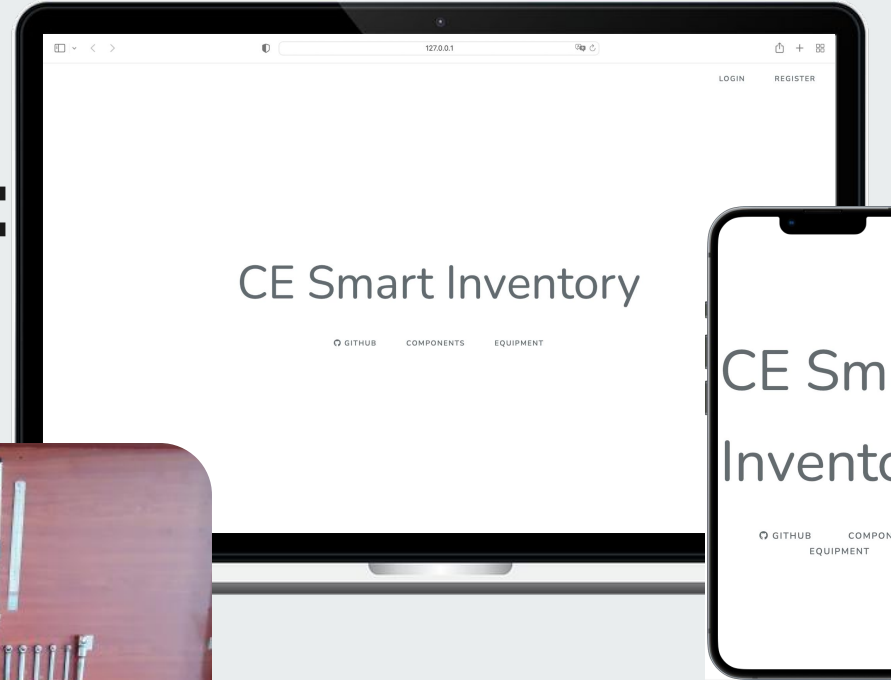 127.0.0.1
LOGIN REGISTER
CE Smart Inventory
GITHUB COMPONENTS EQUIPMENT
CE Sm
Invento
GITHUB COMPON
EQUIPMENT